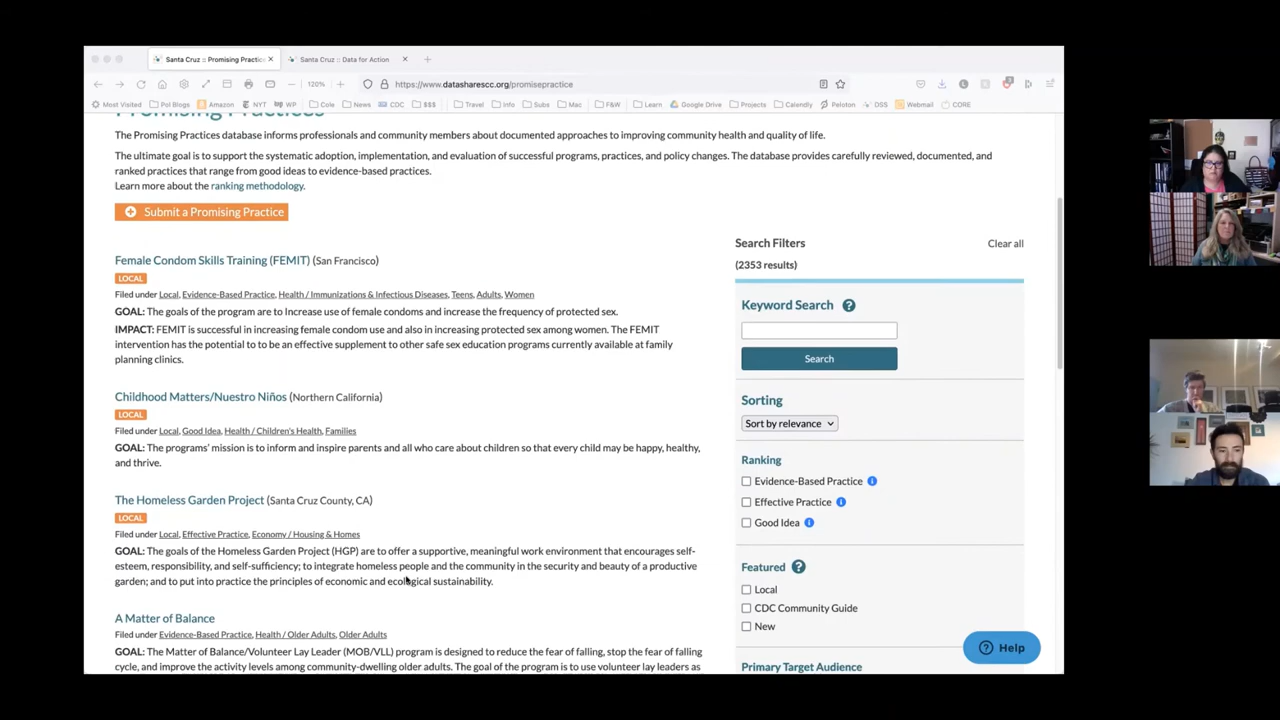 Santa Cruz :: Promising Practic
Santa Cruz :: Data for Action
120%
https://www.datasharescc.org/promisepractice
Most Visited Pol Blogs Amazon NYT WP Cole News CDC $$$ Travel Info Subs Mac F&W Learn Google Drive Projects Calendly Peloton DSS Webmail CORE
Promising Practices
The Promising Practices database informs professionals and community members about documented approaches to improving community health and quality of life.
The ultimate goal is to support the systematic adoption, implementation, and evaluation of successful programs, practices, and policy changes. The database provides carefully reviewed, documented, and
ranked practices that range from good ideas to evidence-based practices.
Learn more about the ranking methodology.
Submit a Promising Practice
Female Condom Skills Training (FEMIT) (San Francisco)
LOCAL
Filed under Local, Evidence-Based Practice, Health / Immunizations & Infectious Diseases, Teens, Adults, Women
GOAL: The goals of the program are to Increase use of female condoms and increase the frequency of protected sex.
IMPACT: FEMIT is successful in increasing female condom use and also in increasing protected sex among women. The FEMIT
intervention has the potential to to be an effective supplement to other safe sex education programs currently available at family
planning clinics.
Childhood Matters/Nuestro Niños (Northern California)
LOCAL
Filed under Local, Good Idea, Health / Children's Health, Families
GOAL: The programs' mission is to inform and inspire parents and all who care about children so that every child may be happy, healthy,
and thrive.
The Homeless Garden Project (Santa Cruz County, CA)
LOCAL
Filed under Local, Effective Practice, Economy / Housing & Homes
GOAL: The goals of the Homeless Garden Project (HGP) are to offer a supportive, meaningful work environment that encourages self-
esteem, responsibility, and self-sufficiency; to integrate homeless people and the community in the security and beauty of a productive
garden; and to put into practice the principles of economic and ecological sustainability.
A Matter of Balance
Filed under Evidence-Based Practice, Health / Older Adults, Older Adults
GOAL: The Matter of Balance/Volunteer Lay Leader (MOB/VLL) program is designed to reduce the fear of falling, stop the fear of falling
cycle, and improve the activity levels among community-dwelling older adults. The goal of the program is to use volunteer lay leaders as
Search Filters
Clear all
(2353 results)
Keyword Search ?
Search
Sorting
Sort by relevance
Ranking
Evidence-Based Practice
Effective Practice
Good Idea
Featured ?
Local
CDC Community Guide
New
Primary Target Audience
? Help